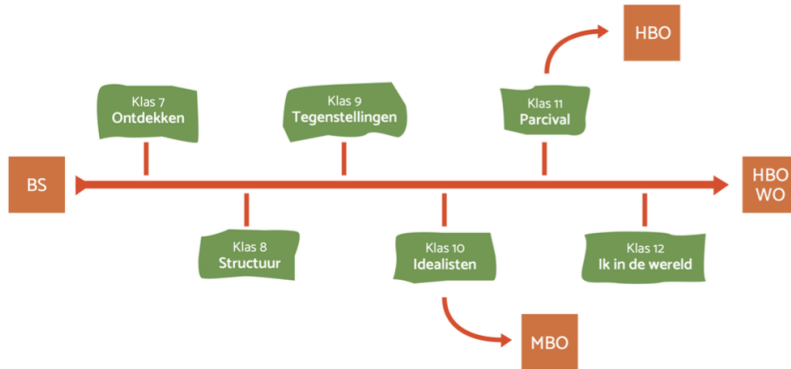 HBO
Klas 7
Ontdekken
Klas 9
Tegenstellingen
Klas 11
Parcival
BS
HBO
WO
Klas 8
Structuur
Klas 10
Idealisten
Klas 12
Ik in de wereld
MBO